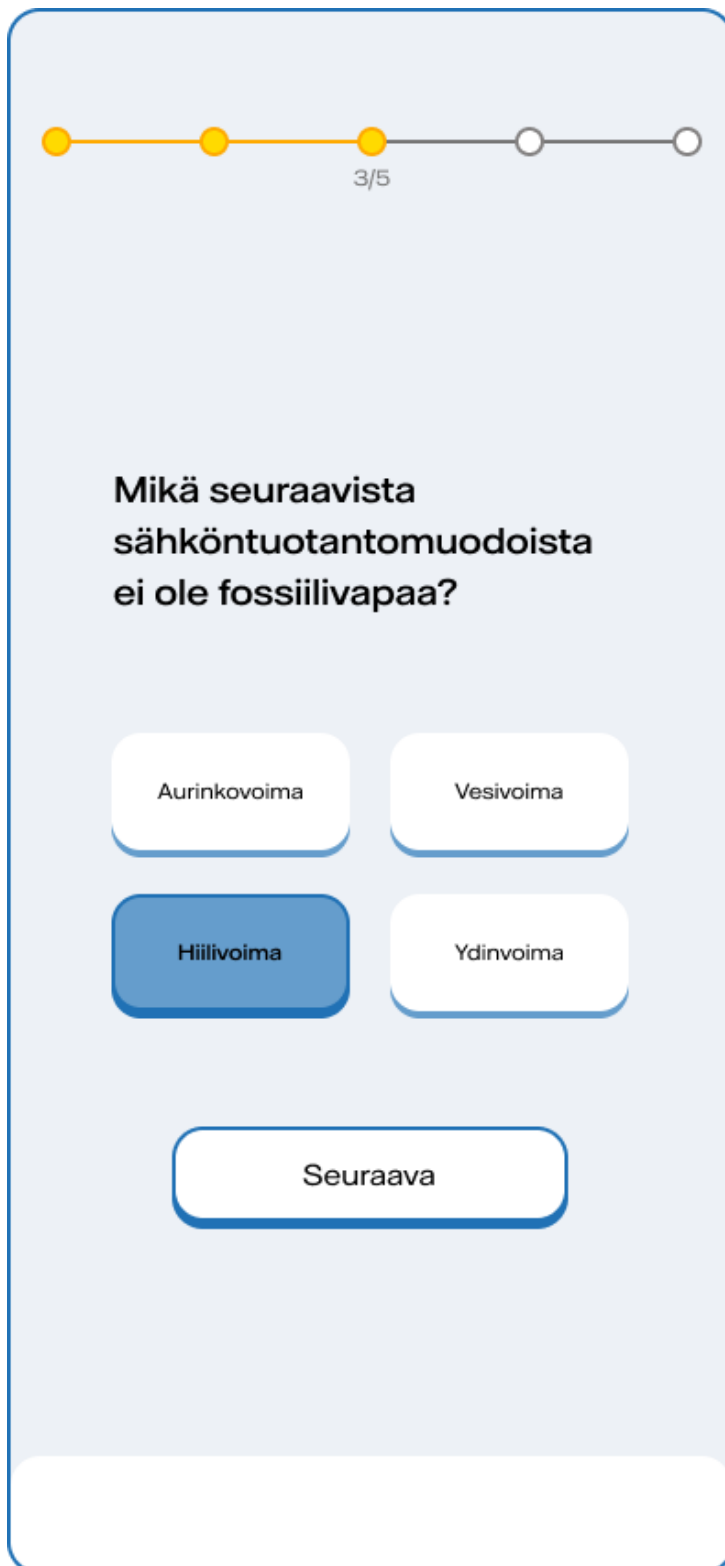 3/5
Mikä seuraavista
sähköntuotantomuodoista
ei ole fossiilivapaa?
Aurinkovoima
Vesivoima
Hiilivoima
Ydinvoima
Seuraava